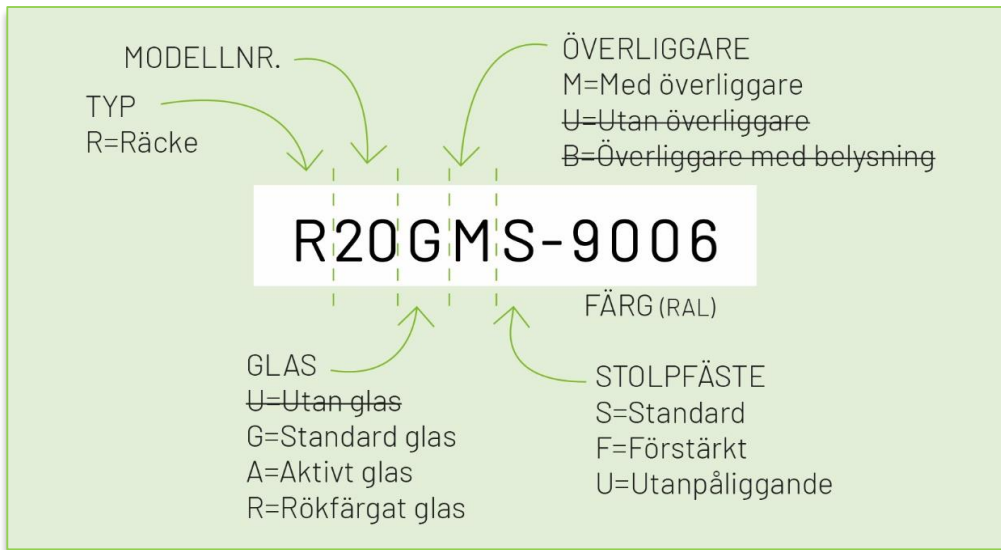 MODELLNR.
TYP
R=Räcke
ÖVERLIGGARE
M=Med överliggare
U=Utan överliggare
B=Överliggare med belysning
R20GMS-9006
FÄRG (RAL)
GLAS
U=Utan glas
G=Standard glas
A=Aktivt glas
R=Rökfärgat glas
STOLPFÄSTE
S=Standard
F=Förstärkt
U=Utanpåliggande